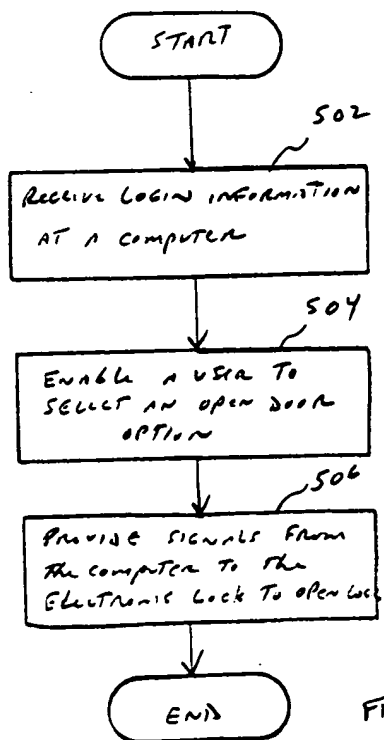 START
502
RECEIVE LOGIN INFORMATION
AT A COMPUTER
504
ENABLE A USER TO
SELECT AN OPEN DOOR
OPTION
506
PROVIDE SIGNALS FROM
the COMPUTER TO the
ELECTRONIC LOCK TO OPEN LOCK
END